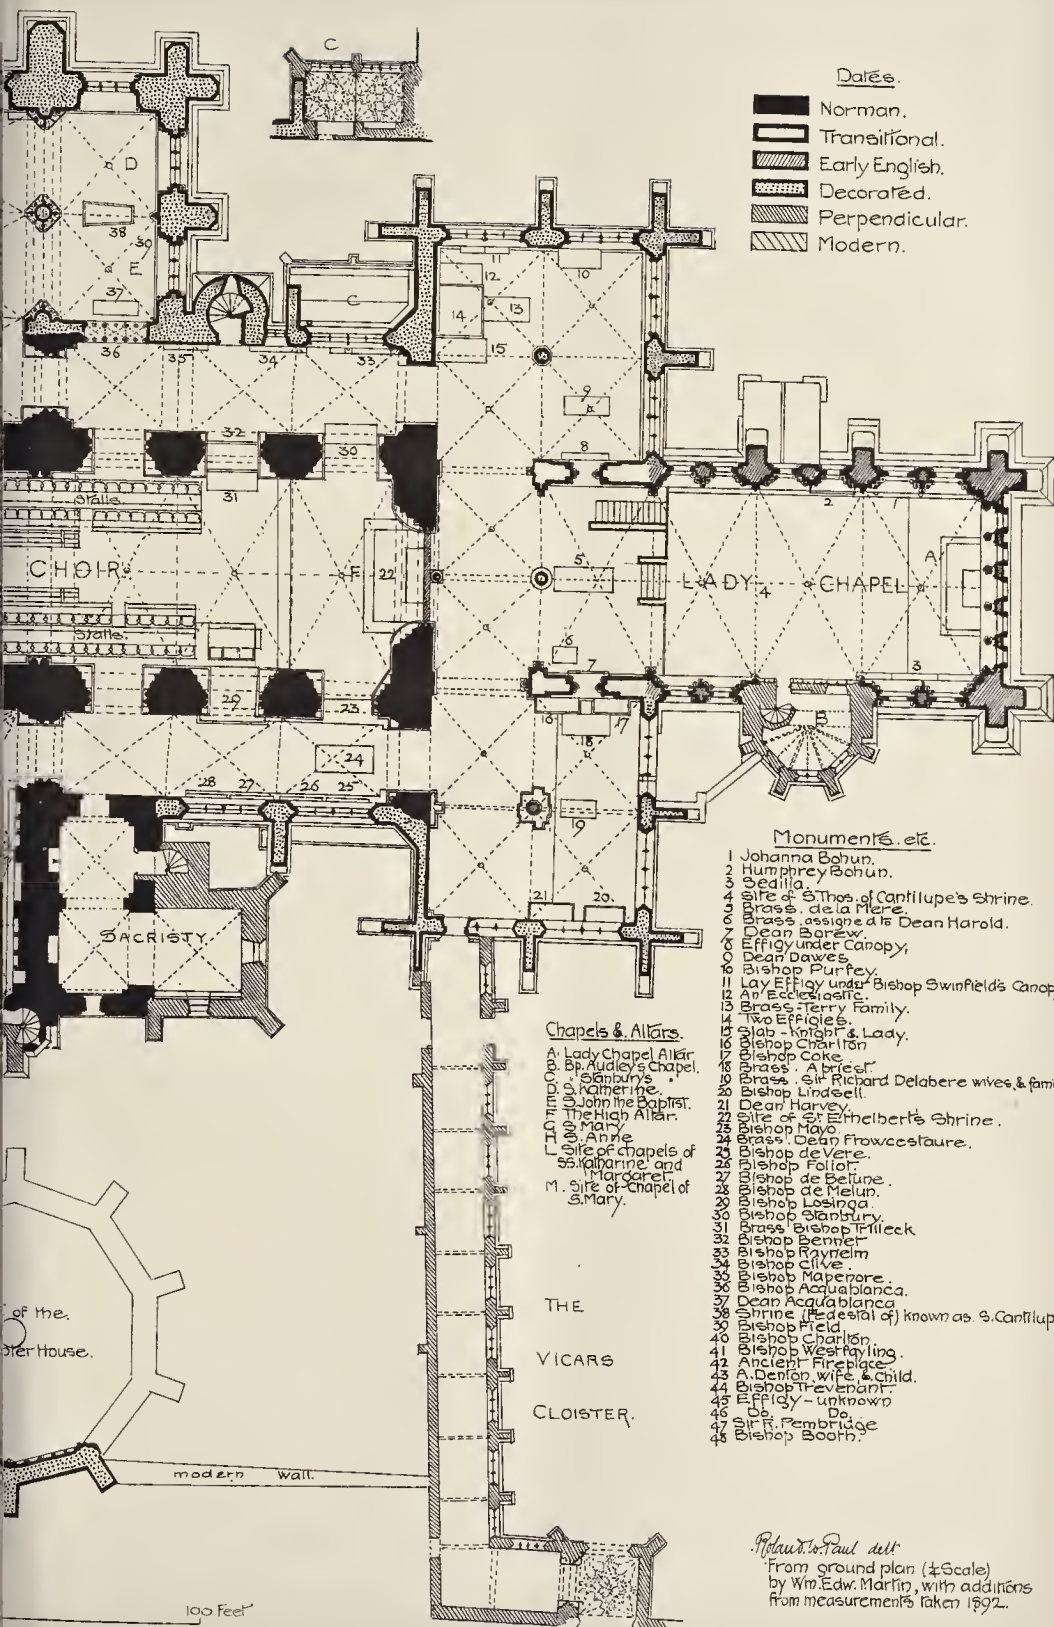 C
Dates.
Norman.
Transitional.
Early English.
Decorated.
Perpendicular.
Modern.
D
38
30
E
37
36
35
34
33
C
11
12
10
13
14
15
9
8
32
30
31
Stalls.
CHOIR.
F
22
5
LADY
4
CHAPEL
A
2
1
Stalls.
6
7
3
29
23
16
17
18
B
24
28
27
26
25
19
21
20.
SACRISTY
Monuments. etc.
1 Johanna Bohun.
2 Humphrey Bohun.
3 Sedilia.
4 Site of S. Thos. of Cantilupe's Shrine.
5 Brass. de la Mere.
6 Brass. assigned to Dean Harold.
7 Dean Borew.
8 Effigy under Canopy,
9 Dean Dawes
10 Bishop Purfey.
11 Lay Effigy under Bishop Swinfield's Canop
12 An Ecclesiastic.
13 Brass-Terry Family.
14 Two Effigies.
15 Slab-Knight & Lady.
16 Bishop Charlton
17 Bishop Coke.
18 Brass. A priest.
19 Brass. Sir Richard Delabere wives, & fami
20 Bishop Lindsell.
21 Dean Harvey.
22 Site of St Ethelbert's Shrine.
23 Bishop Mayo.
24 Brass. Dean Frowcestaure.
25 Bishop de Vere.
26 Bishop Foliot.
27 Bishop de Betune.
28 Bishop de Melun.
29 Bishop Losinga.
30 Bishop Stanbury.
31 Brass Bishop Trilleck
32 Bishop Bennet
33 Bishop Raynelm
34 Bishop Clive.
35 Bishop Mapenore.
36 Bishop Acquablanca.
37 Dean Acquablanca
38 Shrine (Pedestal of) known as. S. Cantilup
39 Bishop Field
40 Bishop Charlton.
41 Bishop Westfayling.
42 Ancient Fireplace
43 A. Denton, wife, & child.
44 Bishop Trevenant.
45 Effigy-unknown
46 Do. Do.
47 Sir R. Pembridge
48 Bishop Booth.
Chapels & Altars.
A. Lady Chapel Altar
B. Bp. Audley's Chapel.
C. " Stanbury's "
D. S. Katherine.
E S. John the Baptist.
F The High Altar.
G S. Mary
H S. Anne
L Site of chapels of
SS. Katharine and
Margaret.
M. Site of Chapel of
S. Mary.
THE
VICARS
CLOISTER.
of the.
ter House.
modern wall.
100 Feet
Roland. W. Paul delt.
From ground plan (¼ Scale)
by Wm. Edw. Martin, with additions
from measurements taken 1892.